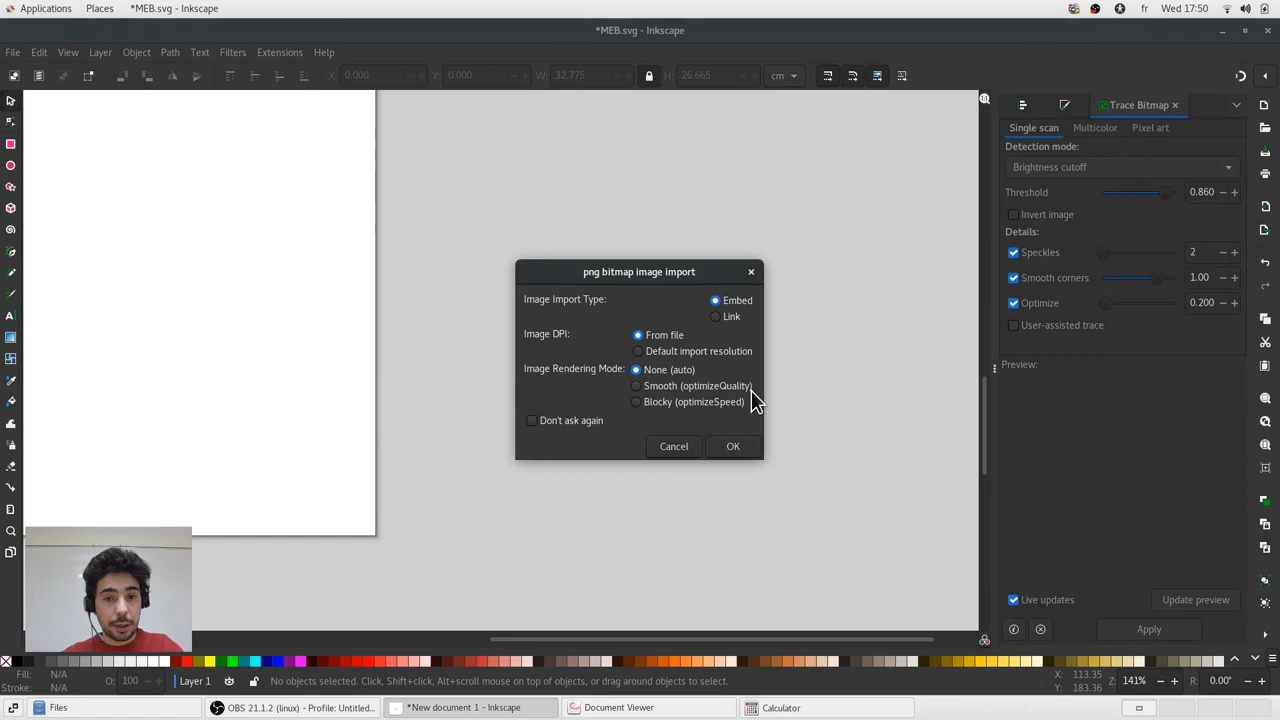 Applications Places *MEB.svg - Inkscape fr Wed 17:50
*MEB.svg - Inkscape
File Edit View Layer Object Path Text Filters Extensions Help
X: 0.000 Y: 0.000 W: 32.775 H: 26.665 cm
Trace Bitmap
Single scan Multicolor Pixel art
Detection mode:
Brightness cutoff
Threshold 0.860
Invert image
Details:
Speckles 2
Smooth corners 1.00
Optimize 0.200
User-assisted trace
Preview:
Live updates Update preview
Apply
png bitmap image import
Image Import Type: Embed
Link
Image DPI: From file
Default import resolution
Image Rendering Mode: None (auto)
Smooth (optimizeQuality)
Blocky (optimizeSpeed)
Don't ask again
Cancel OK
Fill: N/A
Stroke: N/A
O: 100
Layer 1
No objects selected. Click, Shift+click, Alt+scroll mouse on top of objects, or drag around objects to select.
X: 113.35
Y: 183.36
Z: 141%
R: 0.00°
Files OBS 21.1.2 (linux) - Profile: Untitled... *New document 1 - Inkscape Document Viewer Calculator